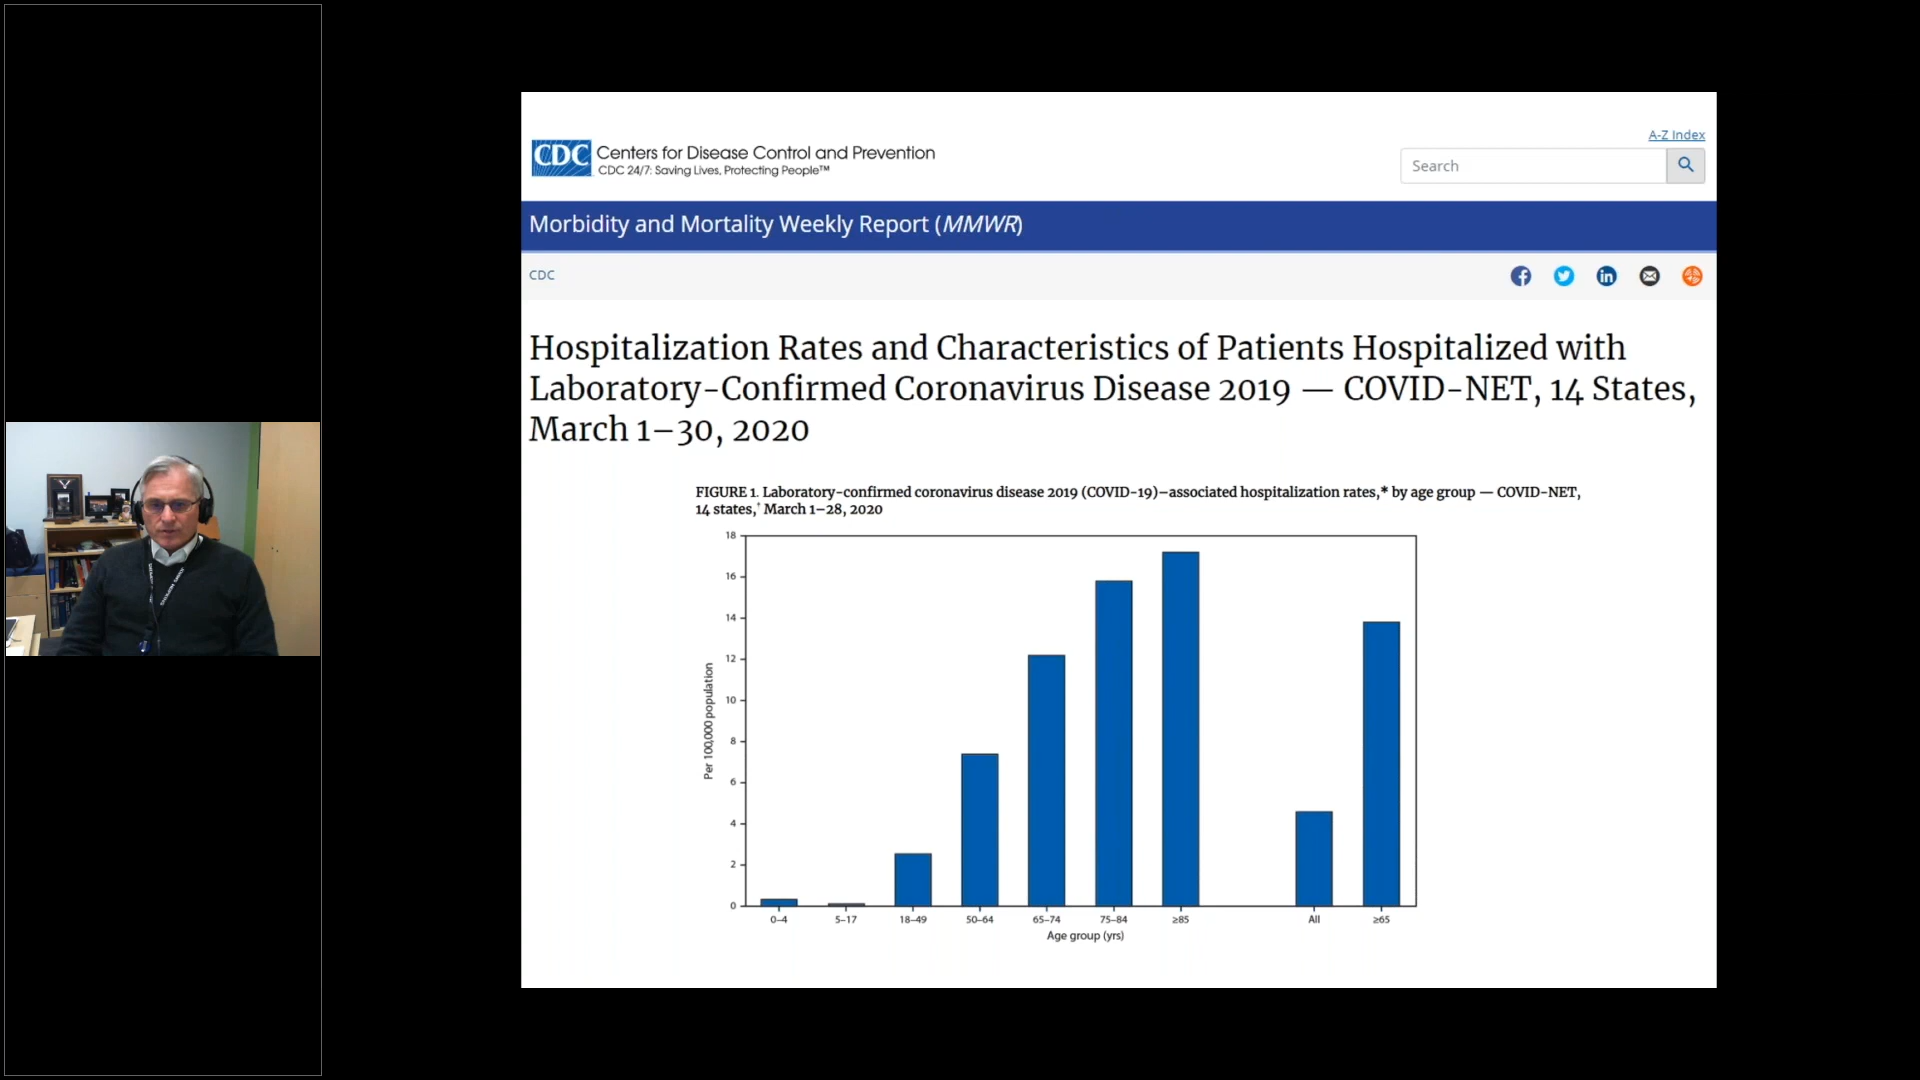 A-Z Index
CDC Centers for Disease Control and Prevention
CDC 24/7: Saving Lives, Protecting People™
Search
Morbidity and Mortality Weekly Report (MMWR)
CDC
Hospitalization Rates and Characteristics of Patients Hospitalized with
Laboratory-Confirmed Coronavirus Disease 2019 — COVID-NET, 14 States,
March 1–30, 2020
FIGURE 1. Laboratory-confirmed coronavirus disease 2019 (COVID-19)–associated hospitalization rates,* by age group — COVID-NET,
14 states,† March 1–28, 2020
18
16
14
12
10
8
6
4
2
0
Per 100,000 population
0–4 5–17 18–49 50–64 65–74 75–84 ≥85 All ≥65
Age group (yrs)